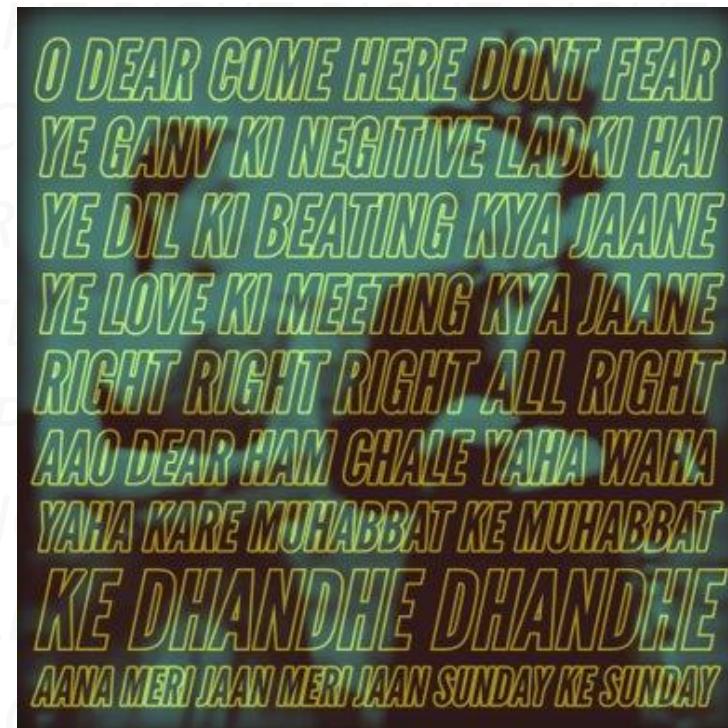 O DEAR COME HERE DONT FEAR
YE GANV KI NEGITIVE LADKI HAI
YE DIL KI BEATING KYA JAANE
YE LOVE KI MEETING KYA JAANE
RIGHT RIGHT RIGHT ALL RIGHT
AAO DEAR HAM CHALE YAHA WAHA
YAHA KARE MUHABBAT KE MUHABBAT
KE DHANDHE DHANDHE
AANA MERI JAAN MERI JAAN SUNDAY KE SUNDAY